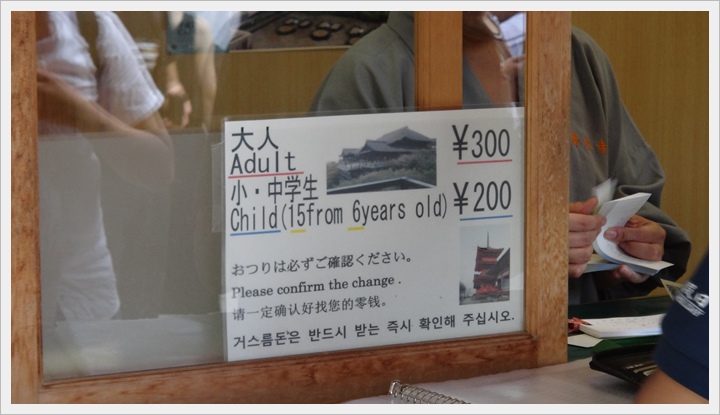 大人
Adult
¥300
小・中学生
Child(15from 6years old)
¥200
おつりは必ずご確認ください。
Please confirm the change .
请一定确认好找您的零钱。
거스름돈은 반드시 받는 즉시 확인해 주십시오.